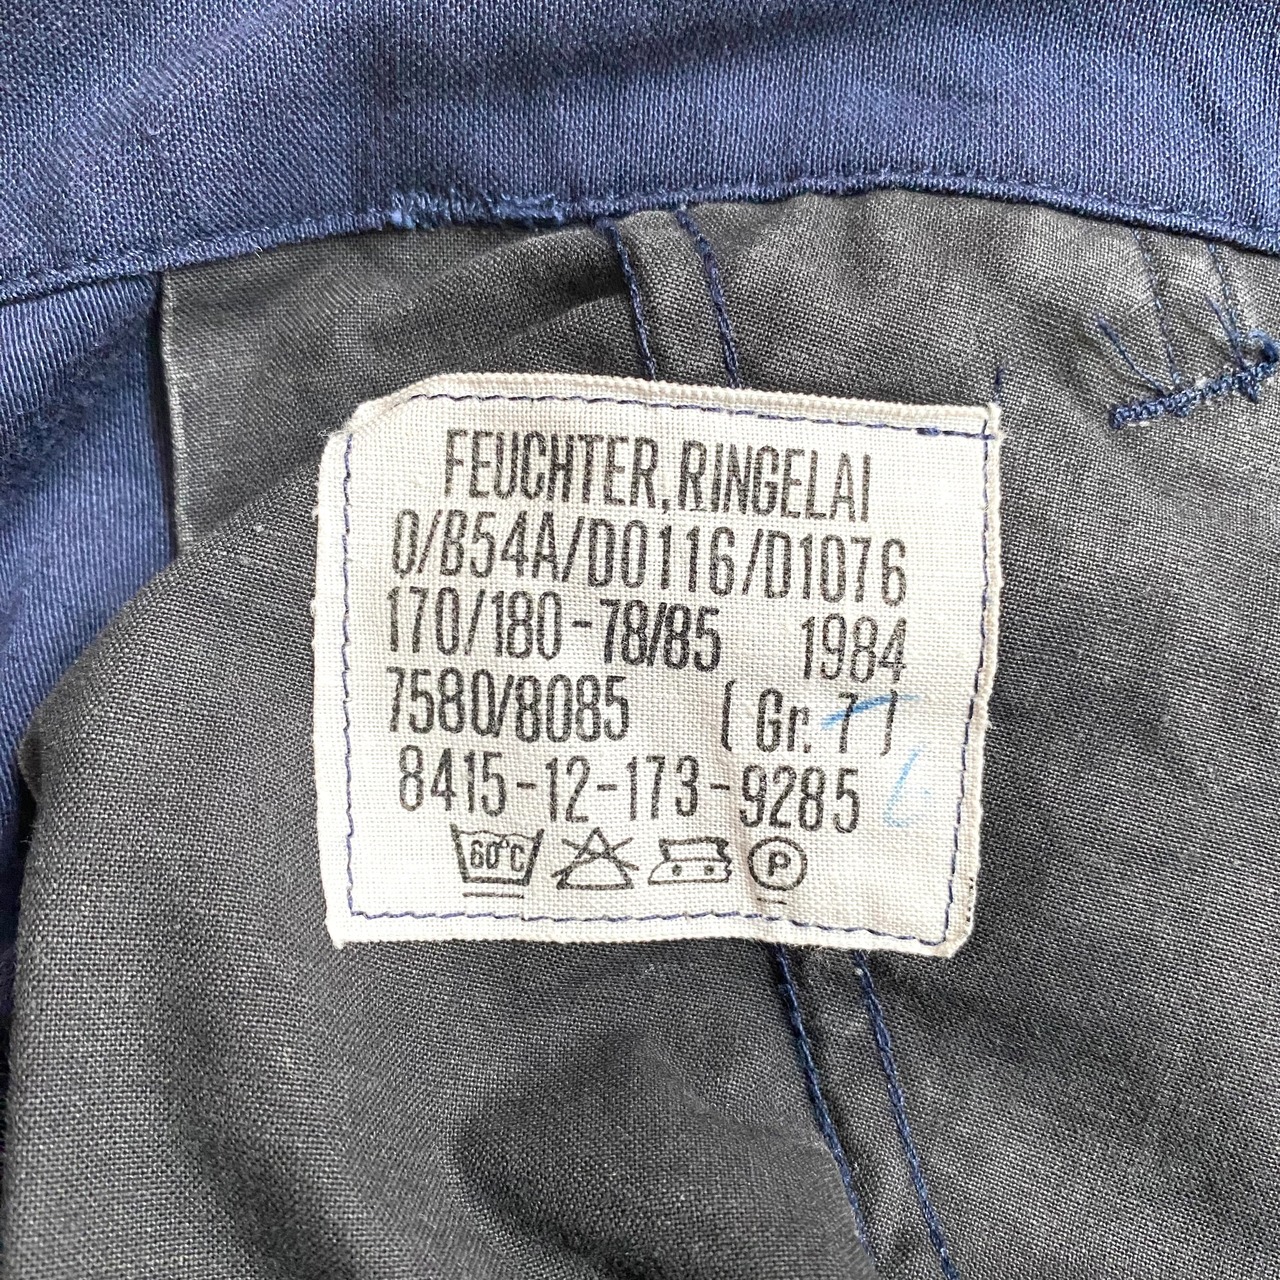 FEUCHTER, RINGELAI
0/B54A/D0116/D1076
170/180-78/85 1984
7580/8085 (Gr. 7)
8415-12-173-9285
60°C P